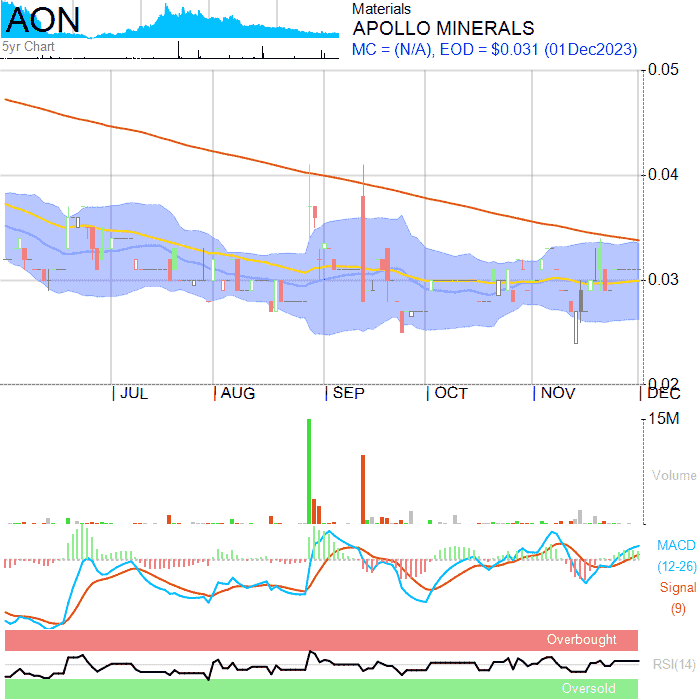 AON
5yr Chart
Materials
APOLLO MINERALS
MC = (N/A), EOD = $0.031 (01Dec2023)
0.05
0.04
0.03
0.02
JUL AUG SEP OCT NOV DEC
15M
Volume
MACD
(12-26)
Signal
(9)
Overbought
RSI(14)
Oversold